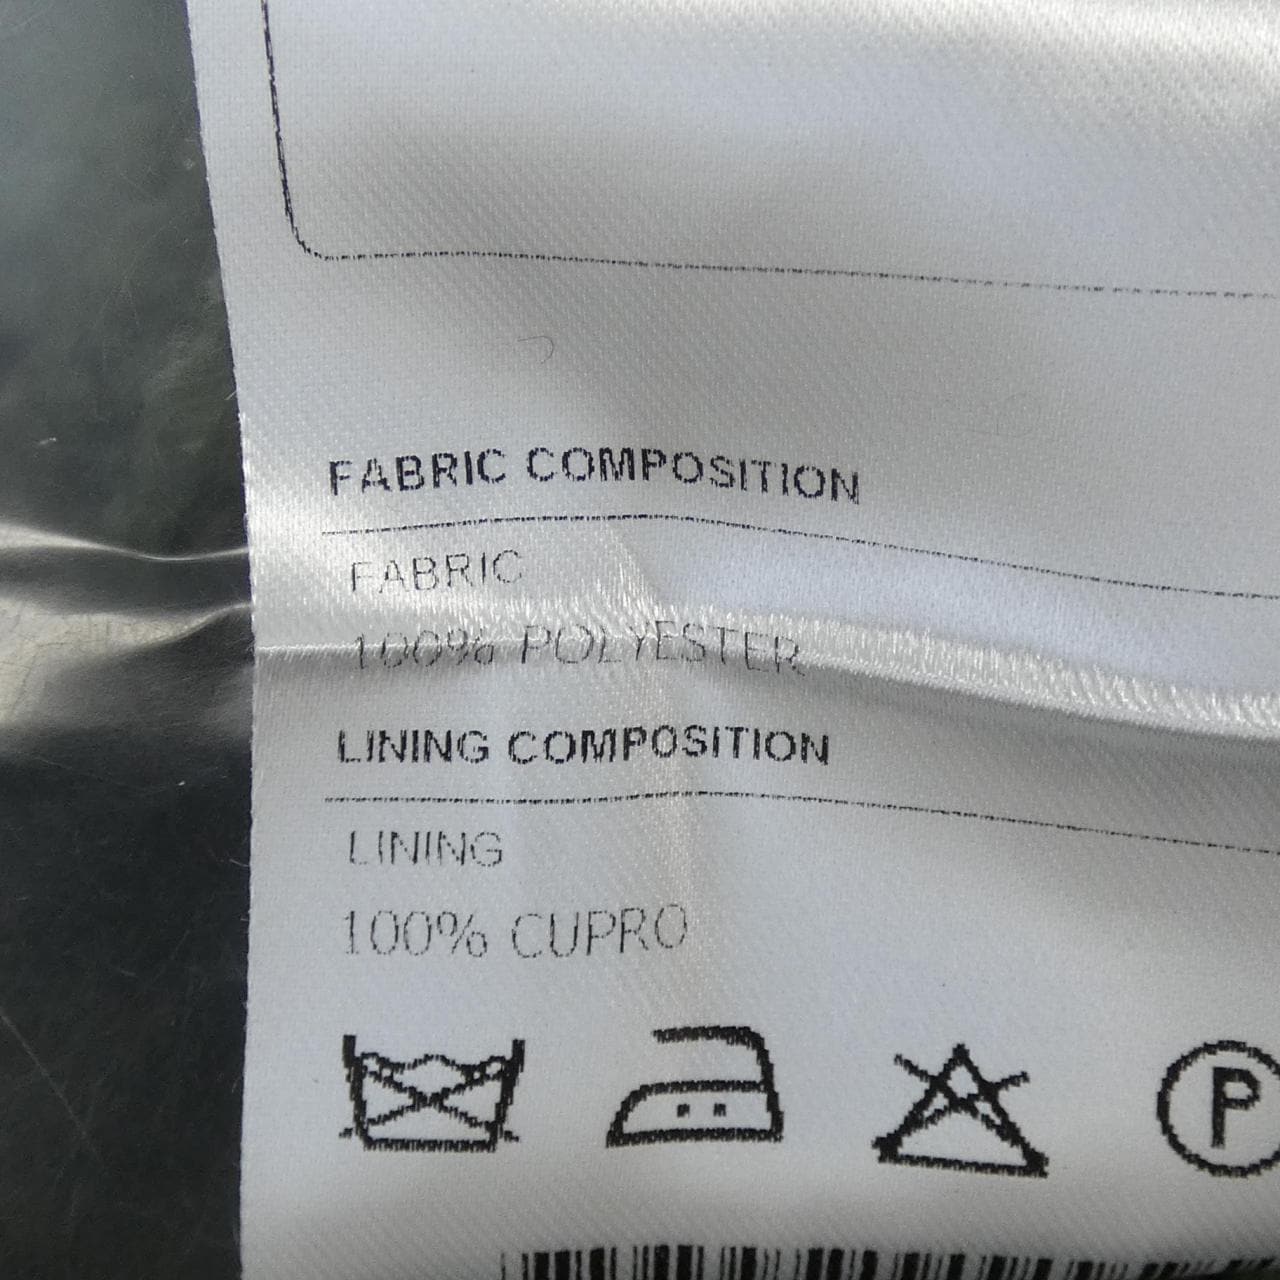 FABRIC COMPOSITION
FABRIC
100% POLYESTER
LINING COMPOSITION
LINING
100% CUPRO
P